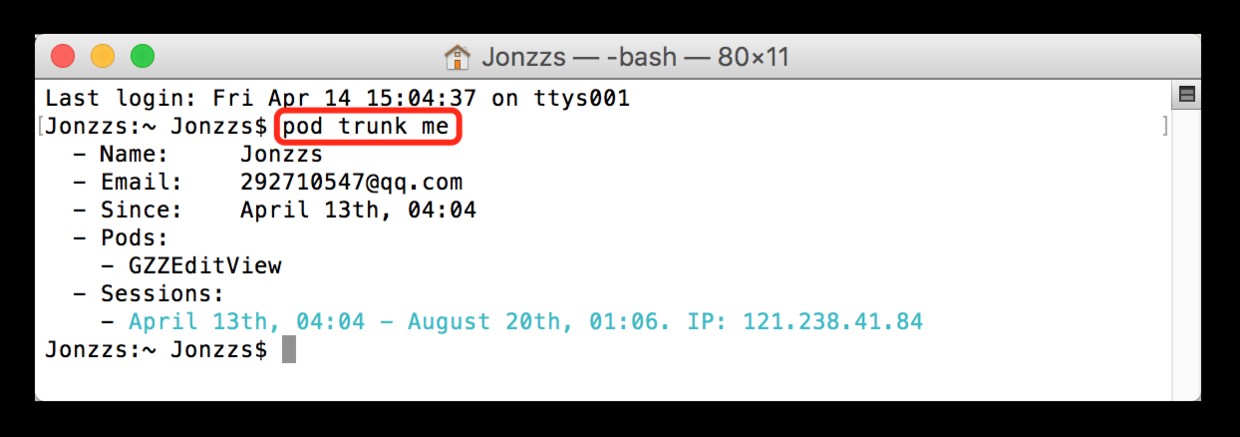 Jonzzs — -bash — 80×11
Last login: Fri Apr 14 15:04:37 on ttys001
[Jonzzs:~ Jonzzs$ pod trunk me ]
- Name: Jonzzs
- Email: 292710547@qq.com
- Since: April 13th, 04:04
- Pods:
- GZZEditView
- Sessions:
- April 13th, 04:04 - August 20th, 01:06. IP: 121.238.41.84
Jonzzs:~ Jonzzs$